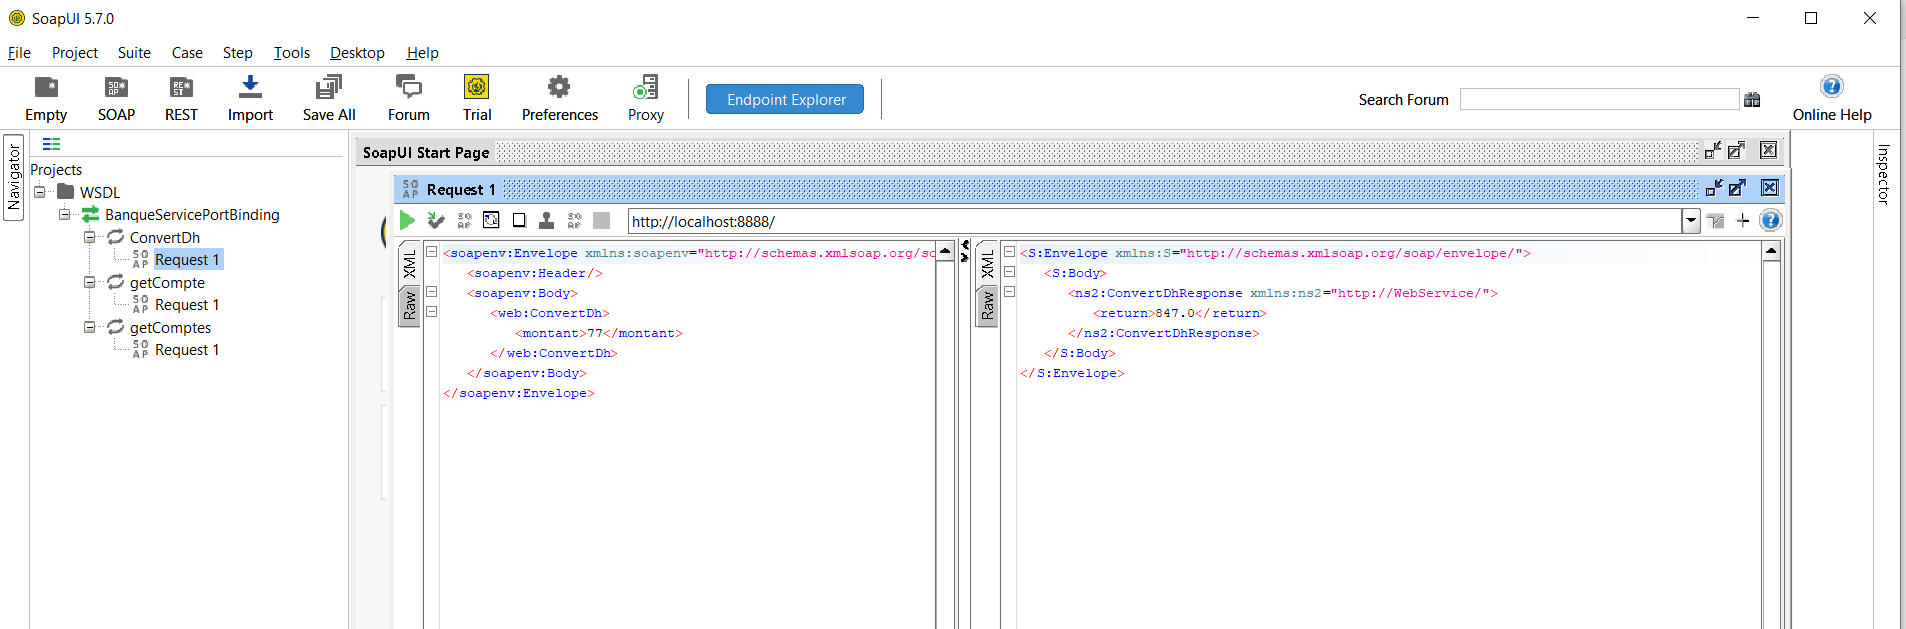 SoapUI 5.7.0
File Project Suite Case Step Tools Desktop Help
Empty SOAP REST Import Save All Forum Trial Preferences Proxy
Endpoint Explorer
Search Forum
Online Help
Navigator
Projects
WSDL
BanqueServicePortBinding
ConvertDh
Request 1
getCompte
Request 1
getComptes
Request 1
SoapUI Start Page
Request 1
http://localhost:8888/
XML
Raw
<soapenv:Envelope xmlns:soapenv="http://schemas.xmlsoap.org/so
<soapenv:Header/>
<soapenv:Body>
<web:ConvertDh>
<montant>77</montant>
</web:ConvertDh>
</soapenv:Body>
</soapenv:Envelope>
XML
Raw
<S:Envelope xmlns:S="http://schemas.xmlsoap.org/soap/envelope/">
<S:Body>
<ns2:ConvertDhResponse xmlns:ns2="http://WebService/">
<return>847.0</return>
</ns2:ConvertDhResponse>
</S:Body>
</S:Envelope>
Inspector